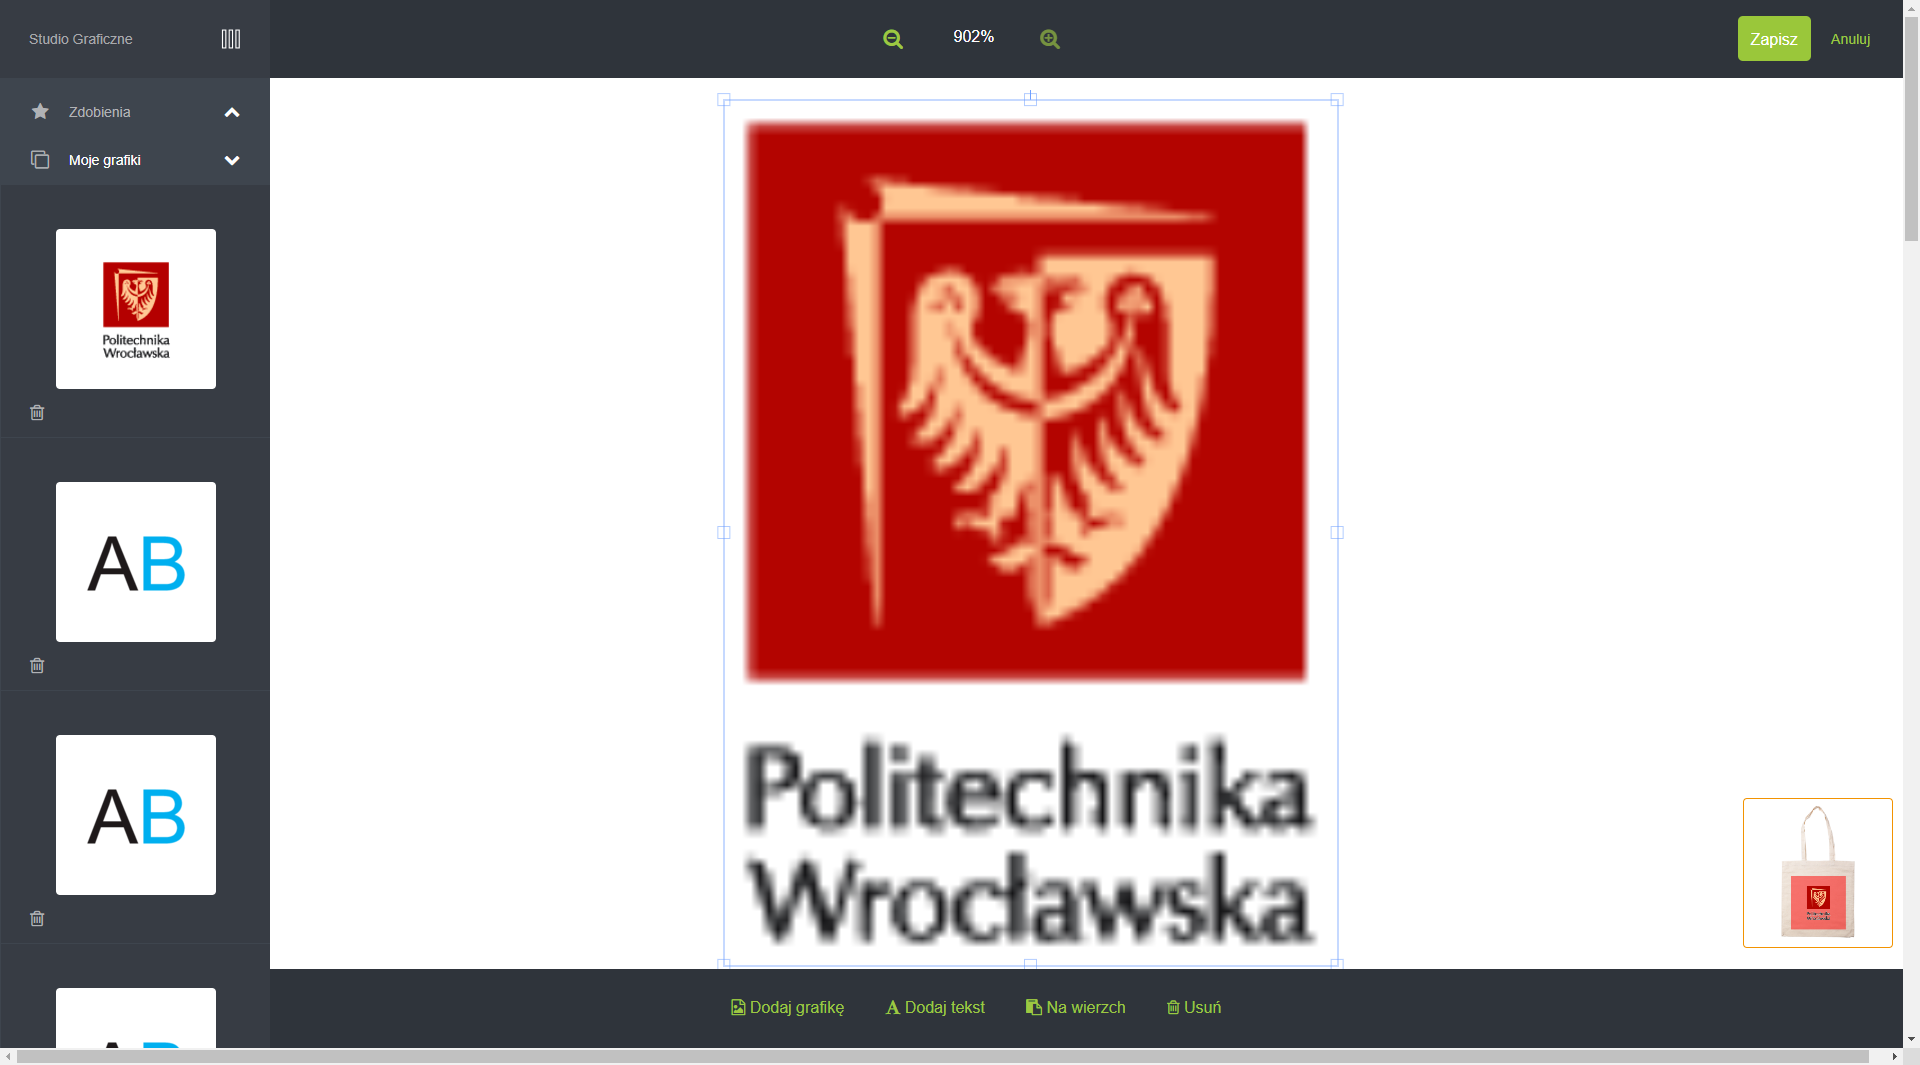 Studio Graficzne
902%
Zapisz
Anuluj
Zdobienia
Moje grafiki
Politechnika
Wrocławska
AB
AB
AB
Politechnika
Wrocławska
Dodaj grafikę
Dodaj tekst
Na wierzch
Usuń